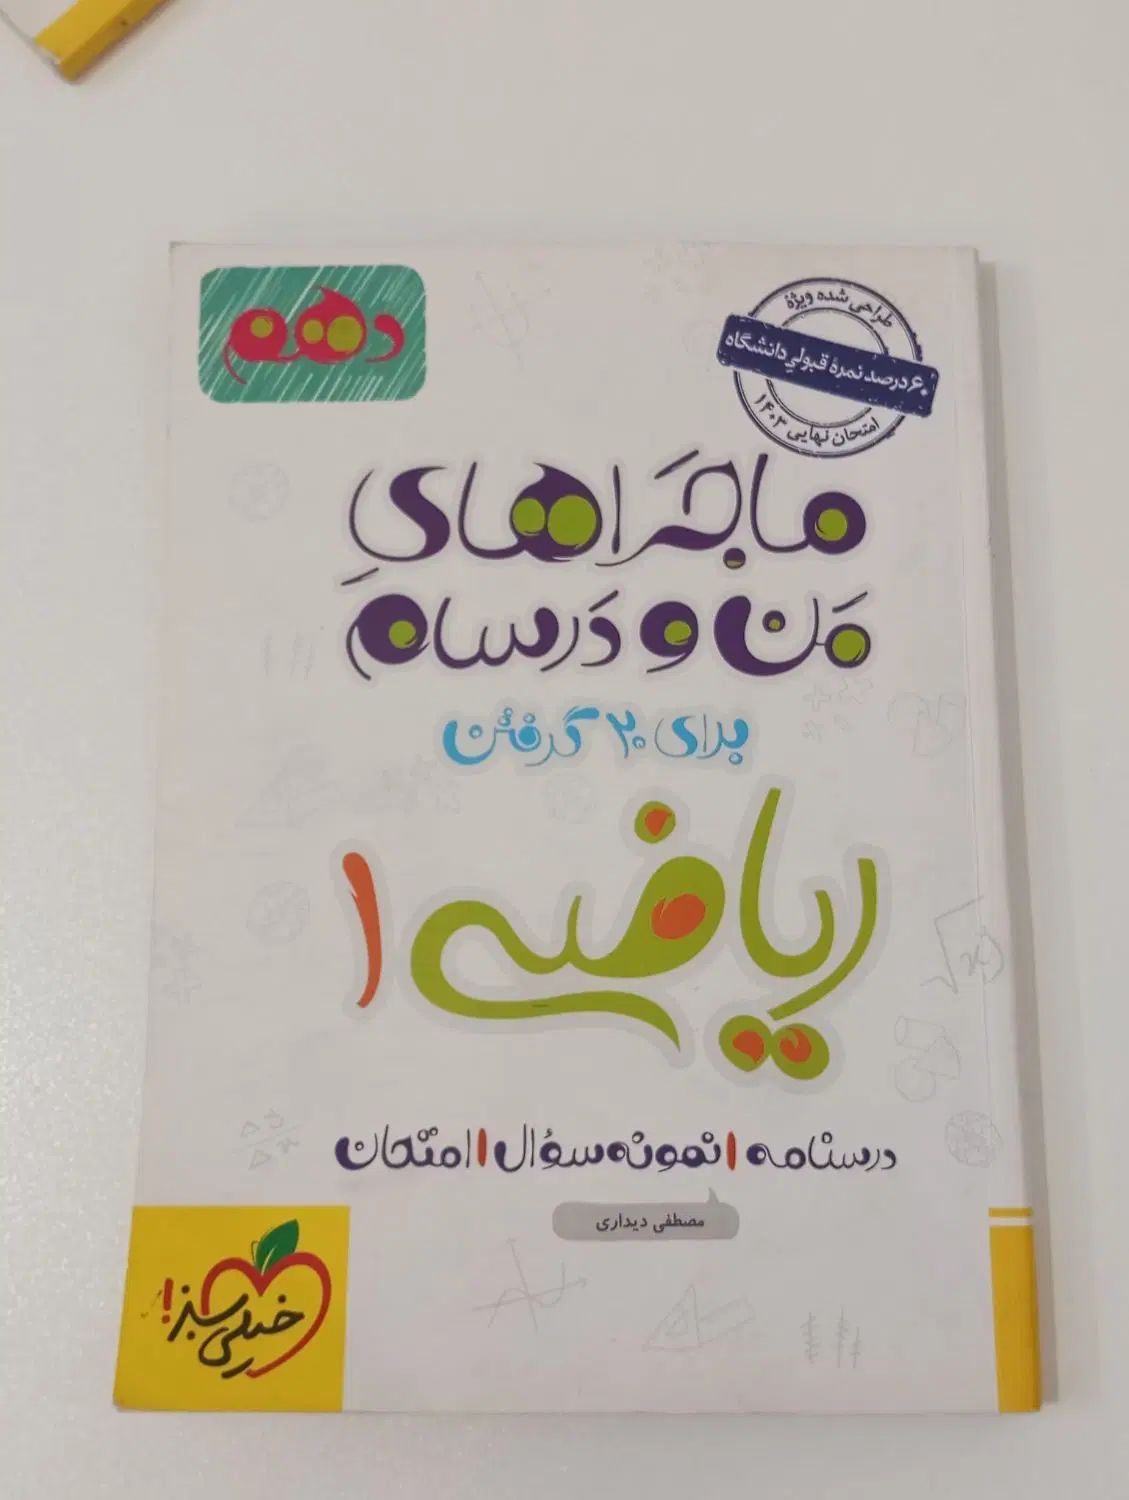 دهم
طراحی شده ویژهٔ
۶۰ درصد نمرهٔ قبولی دانشگاه
امتحان نهایی ۱۴۰۳
ماجراهای
من و درسام
برای ۲۰ گرفتن
ریاضی ۱
درسنامه | نمونه سؤال | امتحان
مصطفی دیداری
خیلی سبز!